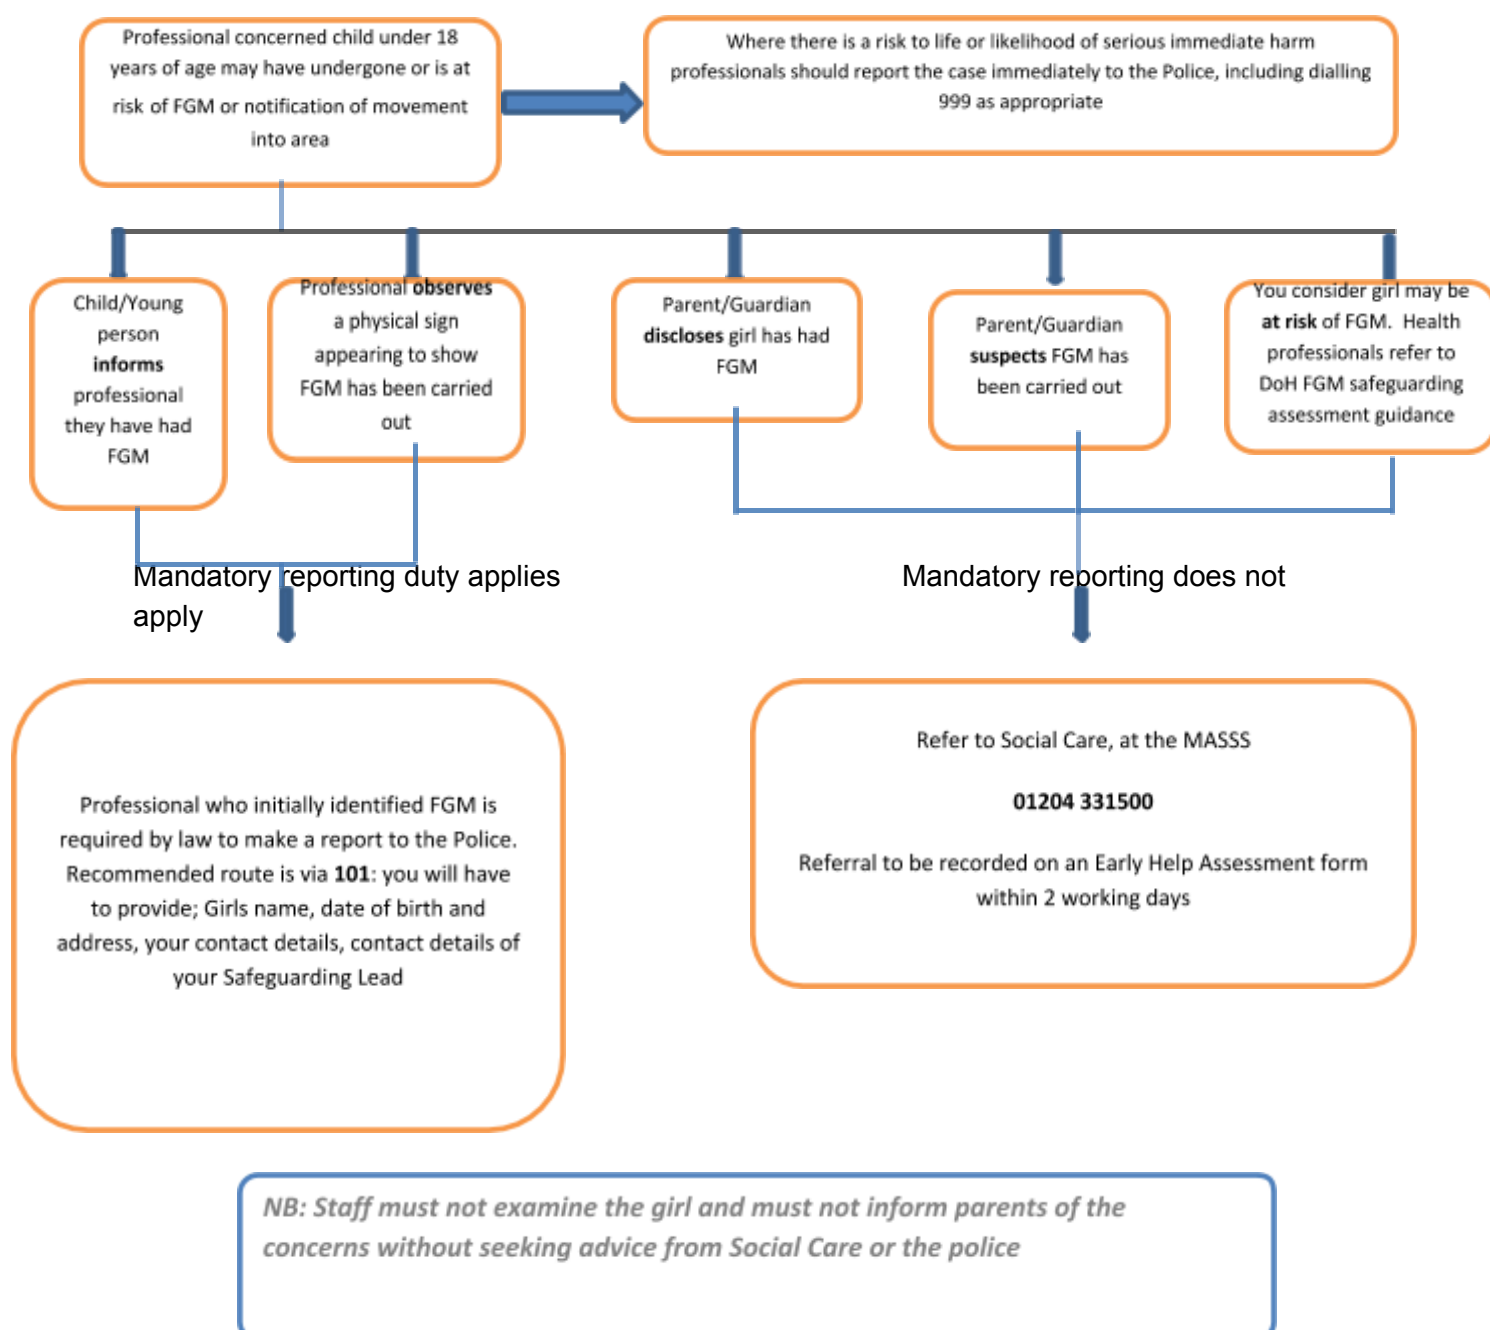 Professional concerned child under 18
years of age may have undergone or is at
risk of FGM or notification of movement
into area
Where there is a risk to life or likelihood of serious immediate harm
professionals should report the case immediately to the Police, including dialling
999 as appropriate
Child/Young
person
informs
professional
they have had
FGM
Professional observes
a physical sign
appearing to show
FGM has been carried
out
Parent/Guardian
discloses girl has had
FGM
Parent/Guardian
suspects FGM has
been carried out
You consider girl may be
at risk of FGM. Health
professionals refer to
DoH FGM safeguarding
assessment guidance
Mandatory reporting duty applies Mandatory reporting does not
apply
Professional who initially identified FGM is
required by law to make a report to the Police.
Recommended route is via 101: you will have
to provide; Girls name, date of birth and
address, your contact details, contact details of
your Safeguarding Lead
Refer to Social Care, at the MASSS
01204 331500
Referral to be recorded on an Early Help Assessment form
within 2 working days
NB: Staff must not examine the girl and must not inform parents of the
concerns without seeking advice from Social Care or the police